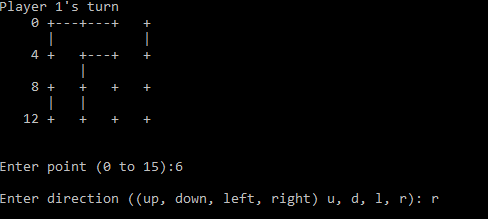 Player 1's turn
    0 +---+---+   +
      |           |
    4 +   +---+   +
          |
    8 +   +   +   +
      |   |
   12 +   +   +   +
Enter point (0 to 15):6
Enter direction ((up, down, left, right) u, d, l, r): r